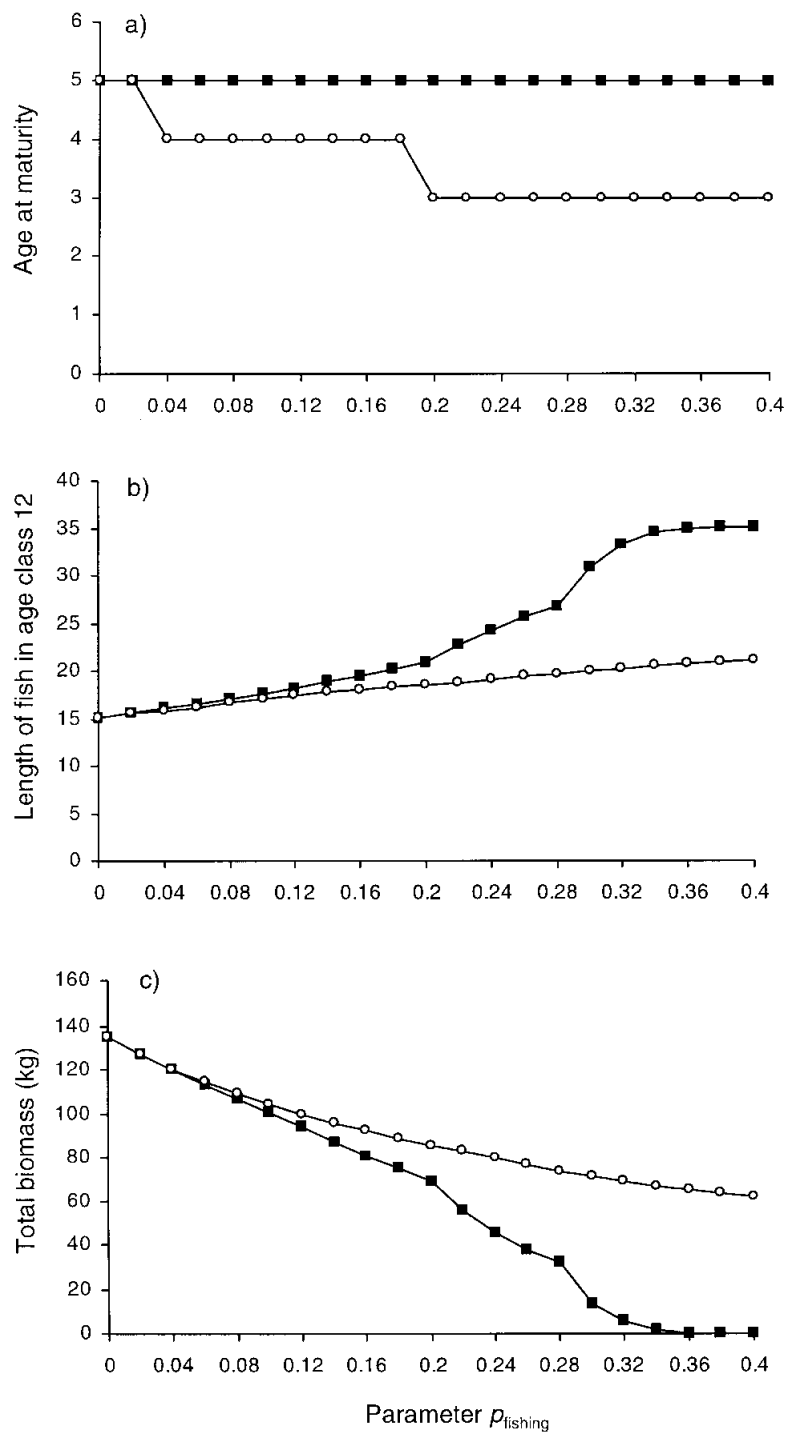 a)
Age at maturity
6
5
4
3
2
1
0
0 0.04 0.08 0.12 0.16 0.2 0.24 0.28 0.32 0.36 0.4
b)
Length of fish in age class 12
40
35
30
25
20
15
10
5
0
0 0.04 0.08 0.12 0.16 0.2 0.24 0.28 0.32 0.36 0.4
c)
Total biomass (kg)
160
140
120
100
80
60
40
20
0
0 0.04 0.08 0.12 0.16 0.2 0.24 0.28 0.32 0.36 0.4
Parameter p_fishing